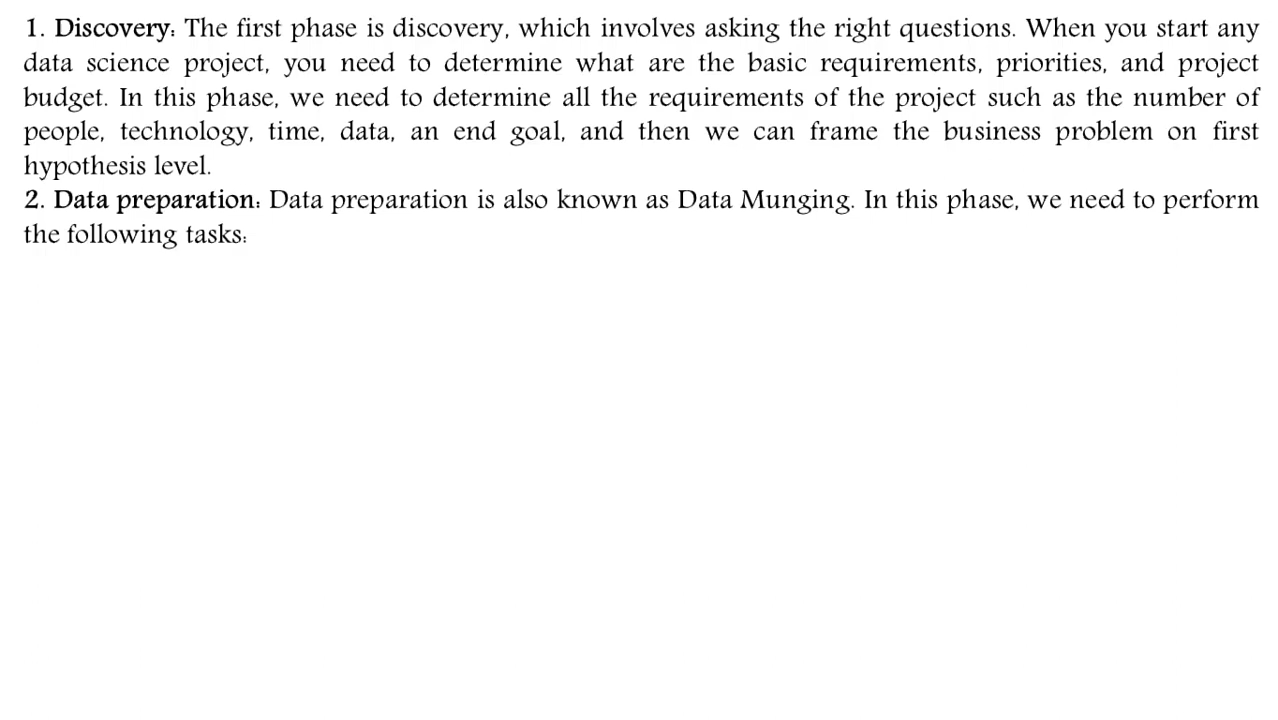 1. Discovery: The first phase is discovery, which involves asking the right questions. When you start any
data science project, you need to determine what are the basic requirements, priorities, and project
budget. In this phase, we need to determine all the requirements of the project such as the number of
people, technology, time, data, an end goal, and then we can frame the business problem on first
hypothesis level.
2. Data preparation: Data preparation is also known as Data Munging. In this phase, we need to perform
the following tasks: